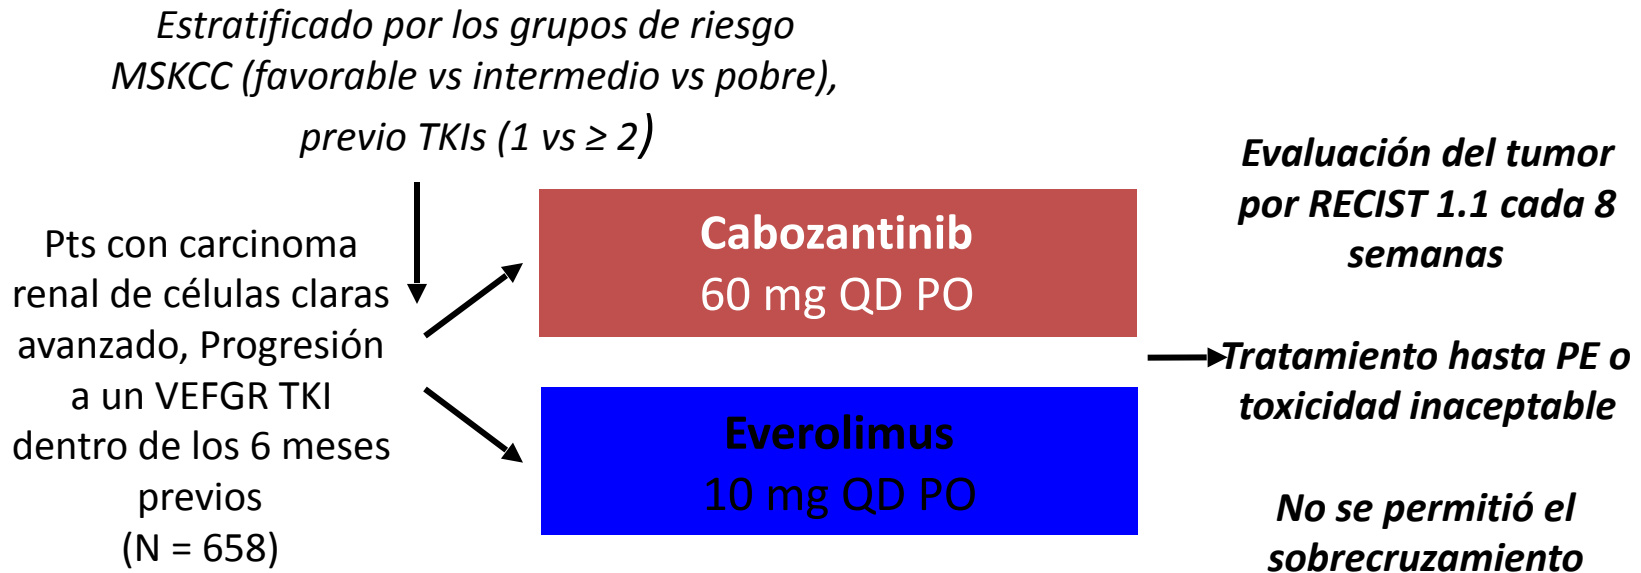 Estratificado por los grupos de riesgo
MSKCC (favorable vs intermedio vs pobre),
previo TKIs (1 vs ≥ 2)
Pts con carcinoma
renal de células claras
avanzado, Progresión
a un VEFGR TKI
dentro de los 6 meses
previos
(N = 658)
Cabozantinib
60 mg QD PO
Everolimus
10 mg QD PO
Evaluación del tumor
por RECIST 1.1 cada 8
semanas
Tratamiento hasta PE o
toxicidad inaceptable
No se permitió el
sobrecruzamiento